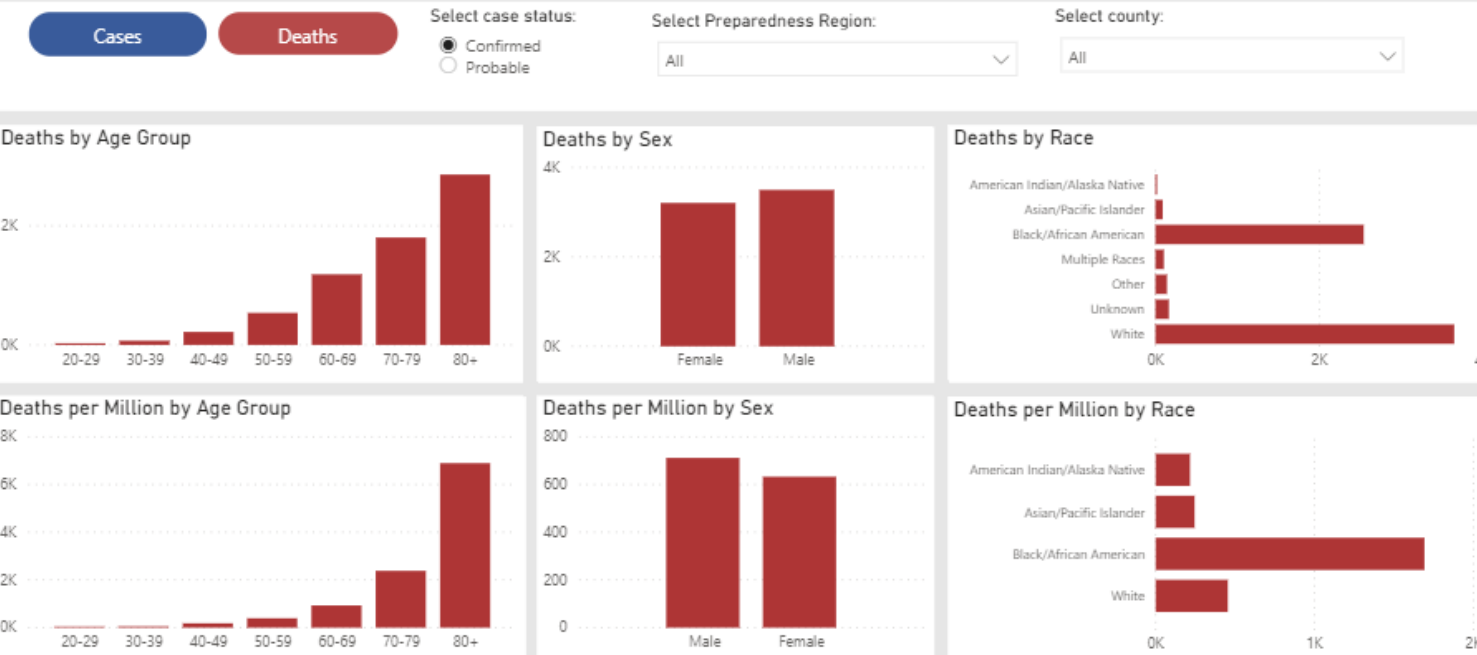 Cases
Deaths
Select case status:
Confirmed
Probable
Select Preparedness Region:
All
Select county:
All
Deaths by Age Group
2K
0K
20-29 30-39 40-49 50-59 60-69 70-79 80+
Deaths by Sex
4K
2K
0K
Female Male
Deaths by Race
American Indian/Alaska Native
Asian/Pacific Islander
Black/African American
Multiple Races
Other
Unknown
White
0K 2K
Deaths per Million by Age Group
8K
6K
4K
2K
0K
20-29 30-39 40-49 50-59 60-69 70-79 80+
Deaths per Million by Sex
800
600
400
200
0
Male Female
Deaths per Million by Race
American Indian/Alaska Native
Asian/Pacific Islander
Black/African American
White
0K 1K 2K